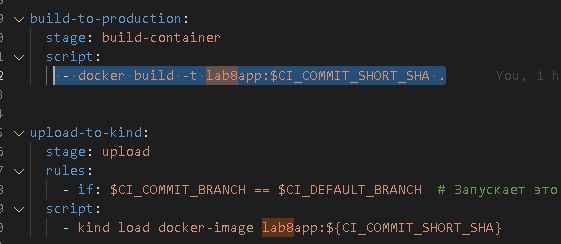 build-to-production:
stage: build-container
script:
- docker build -t lab8app:$CI_COMMIT_SHORT_SHA .
You, 1 h
upload-to-kind:
stage: upload
rules:
- if: $CI_COMMIT_BRANCH == $CI_DEFAULT_BRANCH # Запускает это
script:
- kind load docker-image lab8app:${CI_COMMIT_SHORT_SHA}